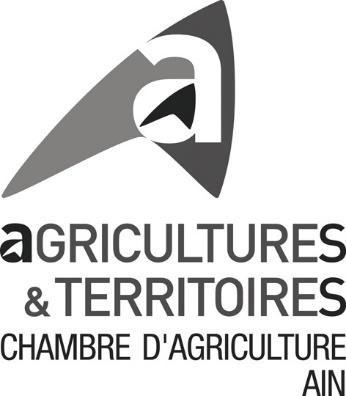 a
aGRICULTURES
& TERRITOIRES
CHAMBRE D'AGRICULTURE
AIN